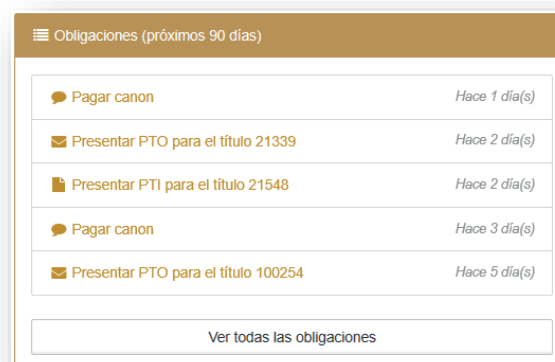 Obligaciones (próximos 90 días)
Pagar canon Hace 1 día(s)
Presentar PTO para el título 21339 Hace 2 día(s)
Presentar PTI para el título 21548 Hace 2 día(s)
Pagar canon Hace 3 día(s)
Presentar PTO para el título 100254 Hace 5 día(s)
Ver todas las obligaciones